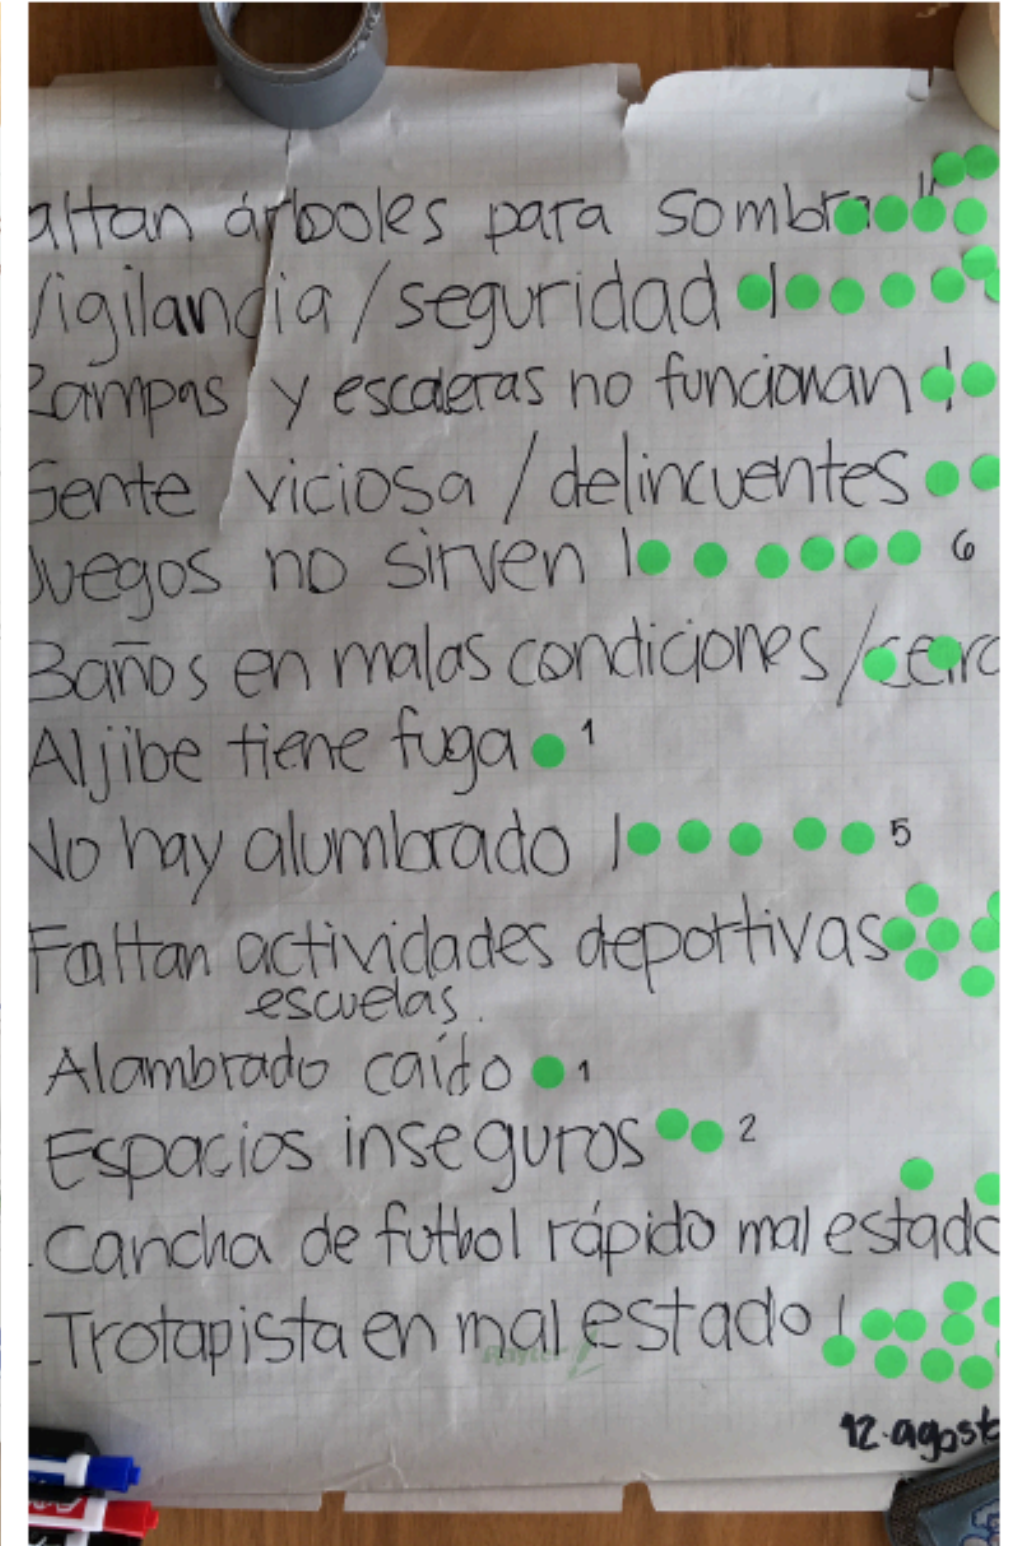 altan árboles para sombra "
Vigilancia / seguridad |
Rampas y escaleras no funcionan |
Gente viciosa / delincuentes
Juegos no sirven | 6
Baños en malas condiciones / cerc
Aljibe tiene fuga 1
No hay alumbrado | 5
Faltan actividades deportivas
escuelas.
Alambrado caído 1
Espacios inseguros 2
Cancha de futbol rápido mal estado
Trotapista en mal estado |
12.agost